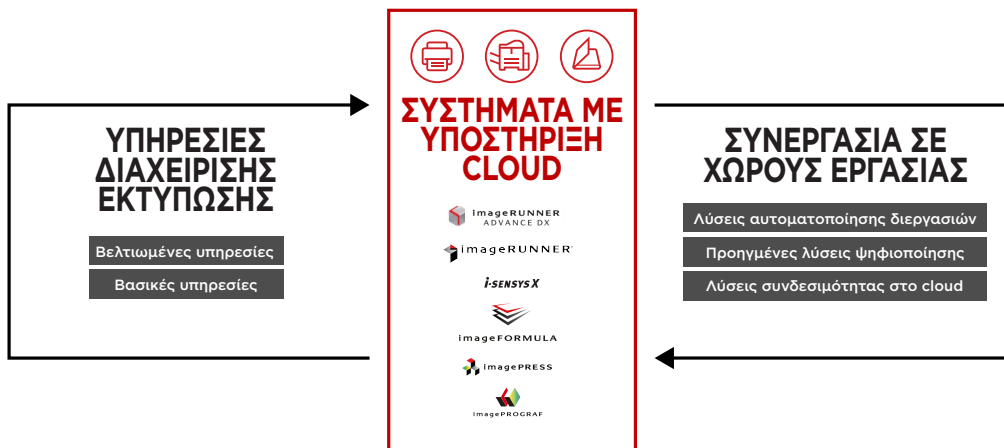 ΥΠΗΡΕΣΙΕΣ
ΔΙΑΧΕΙΡΙΣΗΣ
ΕΚΤΥΠΩΣΗΣ
Βελτιωμένες υπηρεσίες
Βασικές υπηρεσίες
ΣΥΣΤΗΜΑΤΑ ΜΕ
ΥΠΟΣΤΗΡΙΞΗ
CLOUD
imageRUNNER
ADVANCE DX
imageRUNNER
i-SENSYS X
imageFORMULA
imagePRESS
imagePROGRAF
ΣΥΝΕΡΓΑΣΙΑ ΣΕ
ΧΩΡΟΥΣ ΕΡΓΑΣΙΑΣ
Λύσεις αυτοματοποίησης διεργασιών
Προηγμένες λύσεις ψηφιοποίησης
Λύσεις συνδεσιμότητας στο cloud